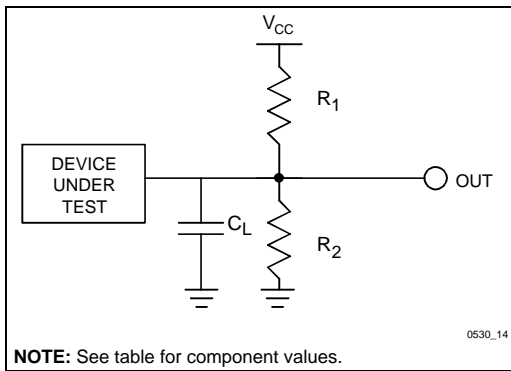 VCC
R1
DEVICE
UNDER
TEST
OUT
CL
R2
0530_14
NOTE: See table for component values.